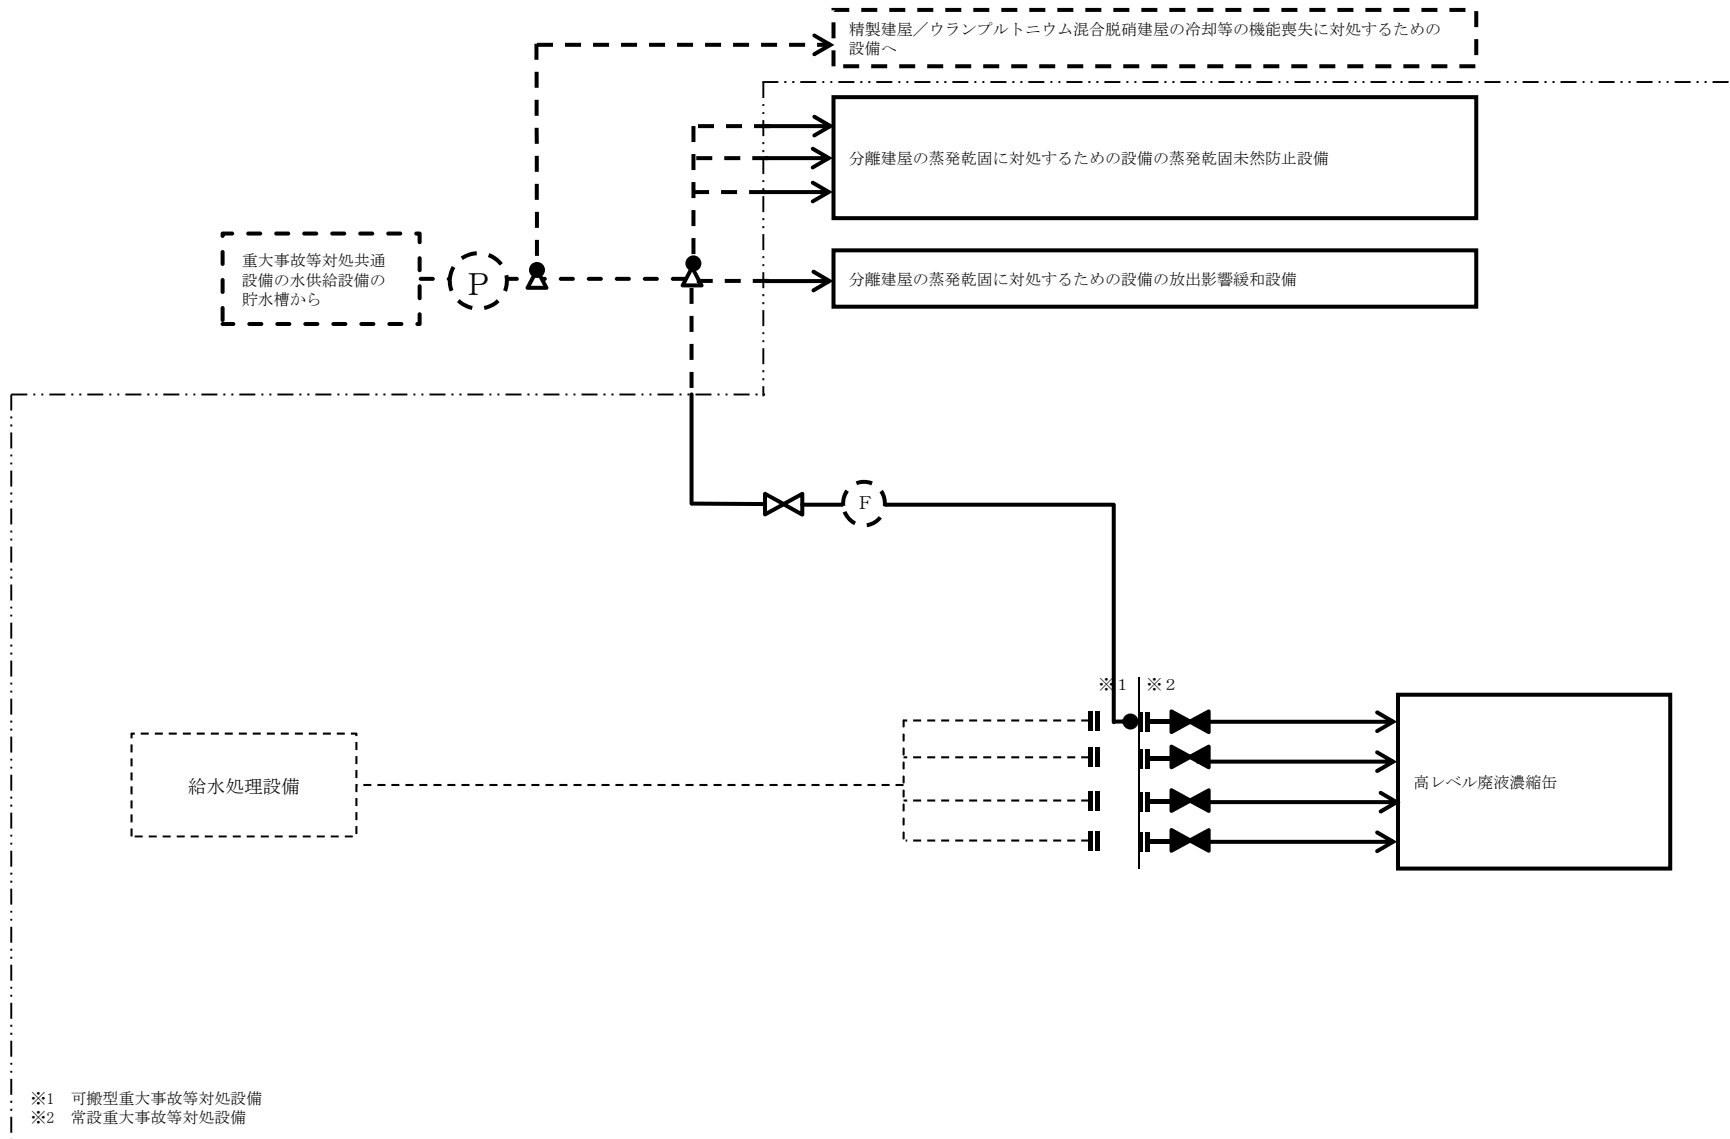 精製建屋／ウランプルトニウム混合脱硝建屋の冷却等の機能喪失に対処するための
設備へ
分離建屋の蒸発乾固に対処するための設備の蒸発乾固未然防止設備
重大事故等対処共通
設備の水供給設備の
貯水槽から
P
分離建屋の蒸発乾固に対処するための設備の放出影響緩和設備
F
※1 ※2
給水処理設備
高レベル廃液濃縮缶
※1　可搬型重大事故等対処設備
※2　常設重大事故等対処設備